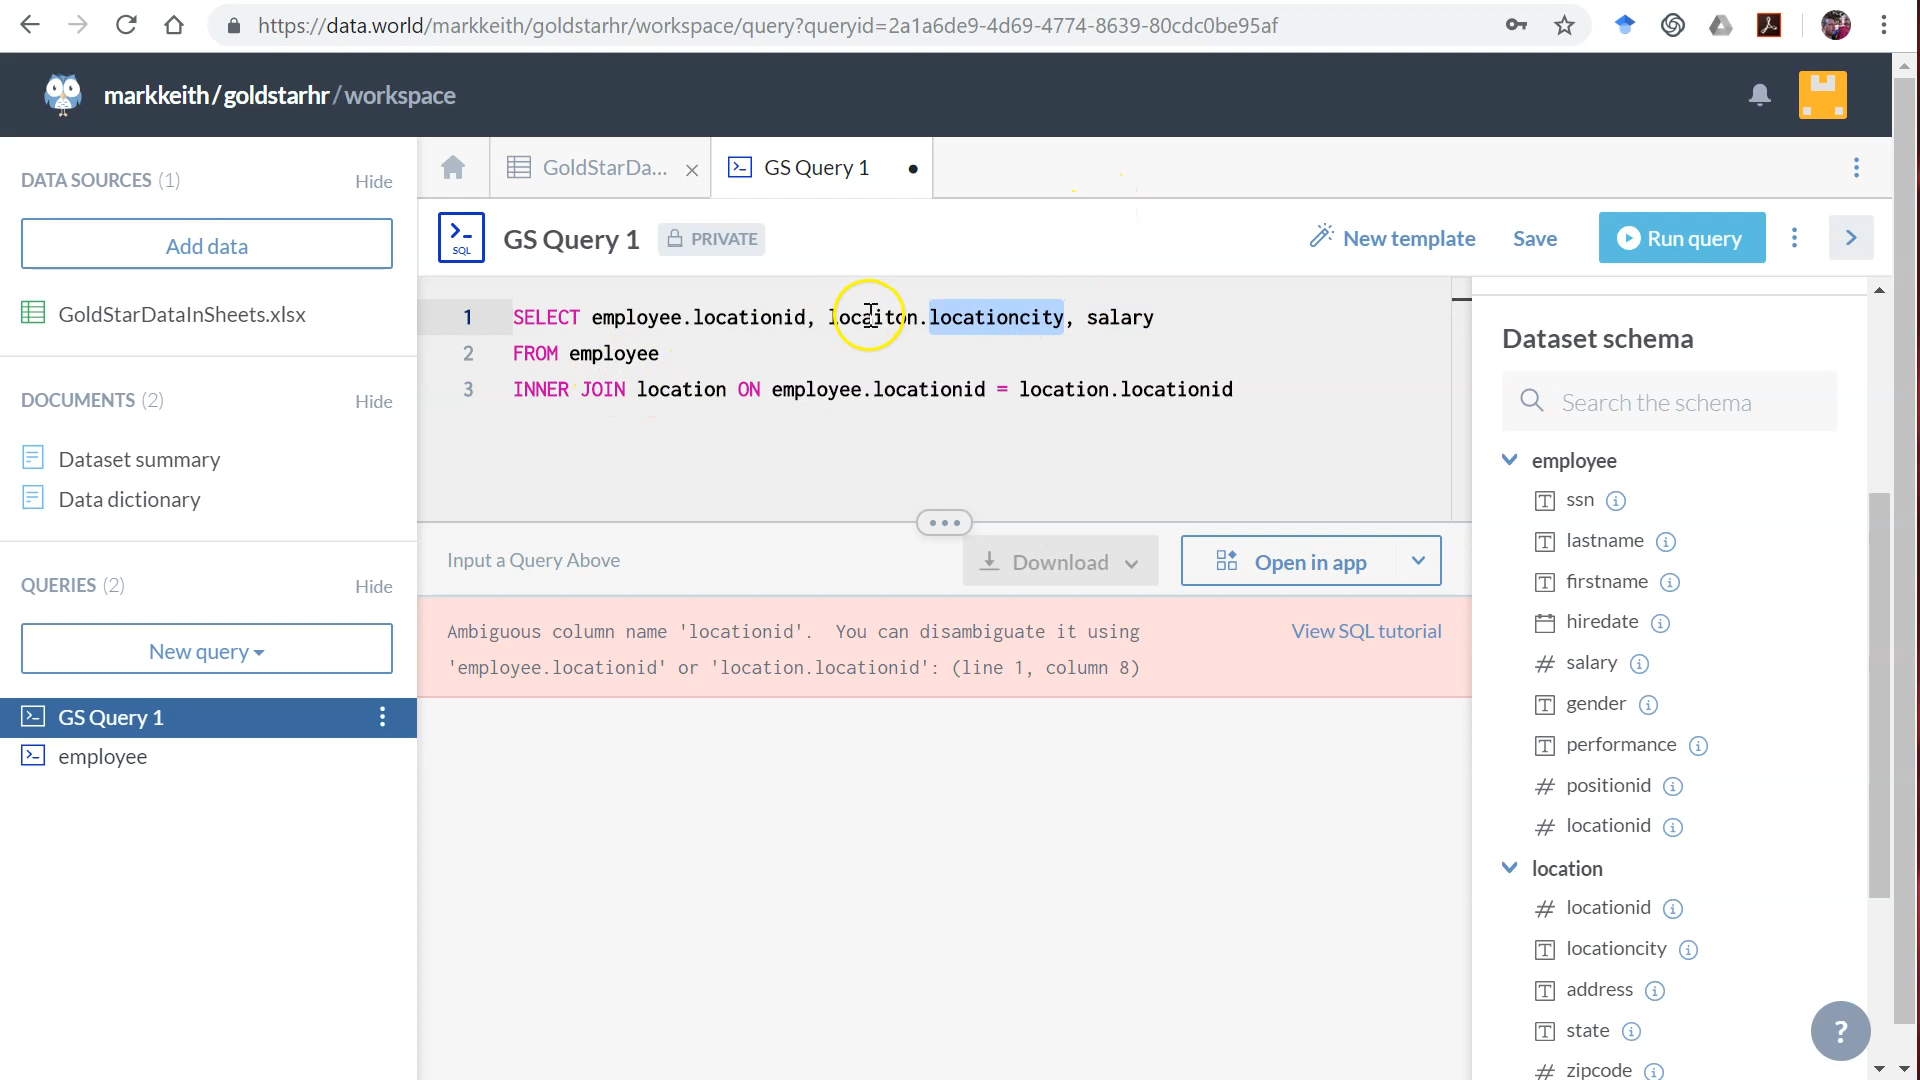 https://data.world/markkeith/goldstarhr/workspace/query?queryid=2a1a6de9-4d69-4774-8639-80cdc0be95af
markkeith/goldstarhr/workspace
DATA SOURCES (1) Hide
Add data
GoldStarDataInSheets.xlsx
DOCUMENTS (2) Hide
Dataset summary
Data dictionary
QUERIES (2) Hide
New query
GS Query 1
employee
GoldStarDa... GS Query 1
SQL
GS Query 1 PRIVATE New template Save Run query
1 SELECT employee.locationid, locaiton.locationcity, salary
2 FROM employee
3 INNER JOIN location ON employee.locationid = location.locationid
Input a Query Above Download Open in app
Ambiguous column name 'locationid'. You can disambiguate it using View SQL tutorial
'employee.locationid' or 'location.locationid': (line 1, column 8)
Dataset schema
Search the schema
employee
T ssn
T lastname
T firstname
hiredate
# salary
T gender
T performance
# positionid
# locationid
location
# locationid
T locationcity
T address
T state
# zipcode
?